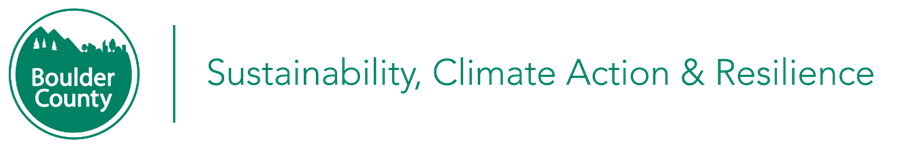 Boulder
County
Sustainability, Climate Action & Resilience